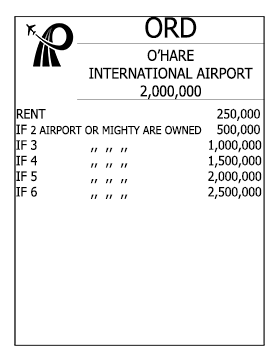 ORD
O'HARE
INTERNATIONAL AIRPORT
2,000,000
RENT 250,000
IF 2 AIRPORT OR MIGHTY ARE OWNED 500,000
IF 3 ,, ,, ,, 1,000,000
IF 4 ,, ,, ,, 1,500,000
IF 5 ,, ,, ,, 2,000,000
IF 6 ,, ,, ,, 2,500,000